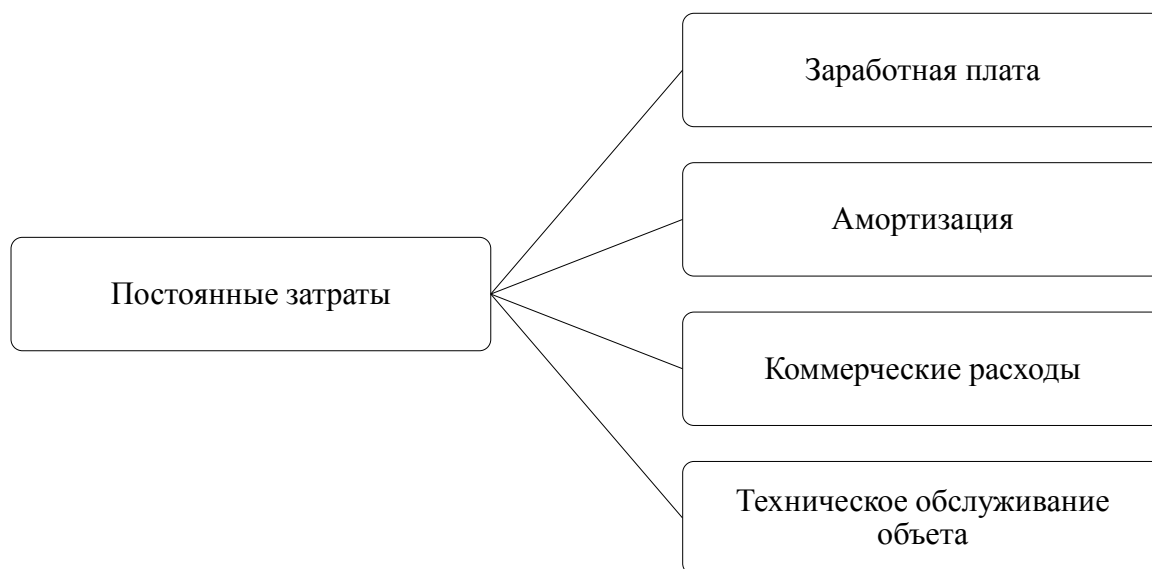 Заработная плата
Амортизация
Постоянные затраты
Коммерческие расходы
Техническое обслуживание
объета